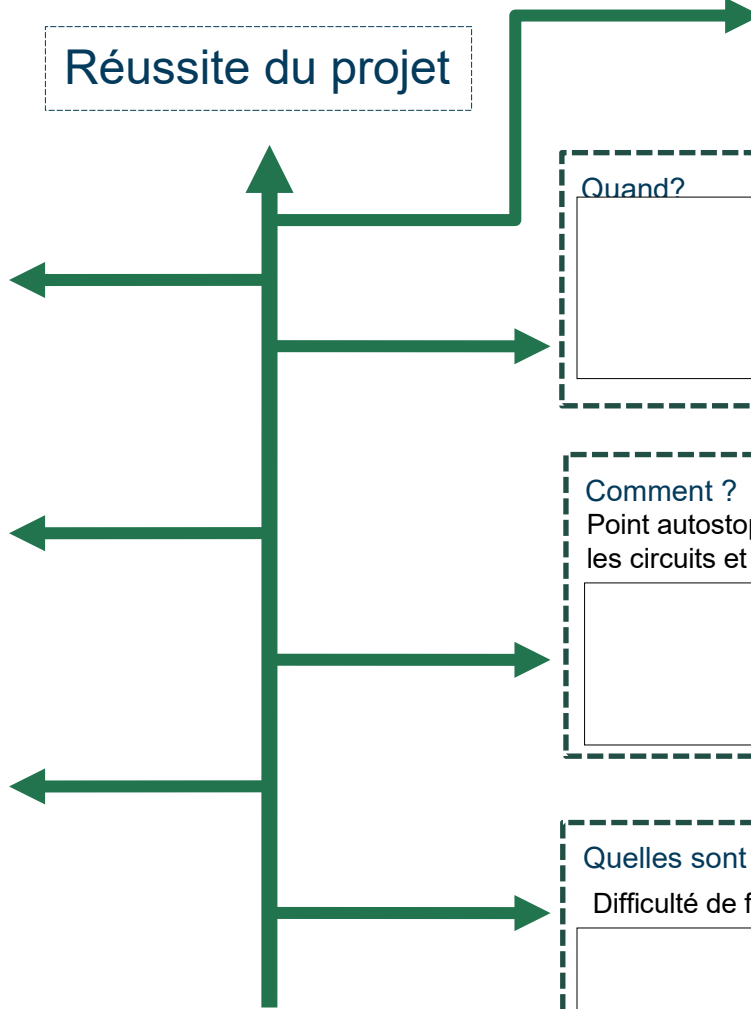 Réussite du projet
Quand?
Comment ?
Point autostop
les circuits et
Quelles sont
Difficulté de f